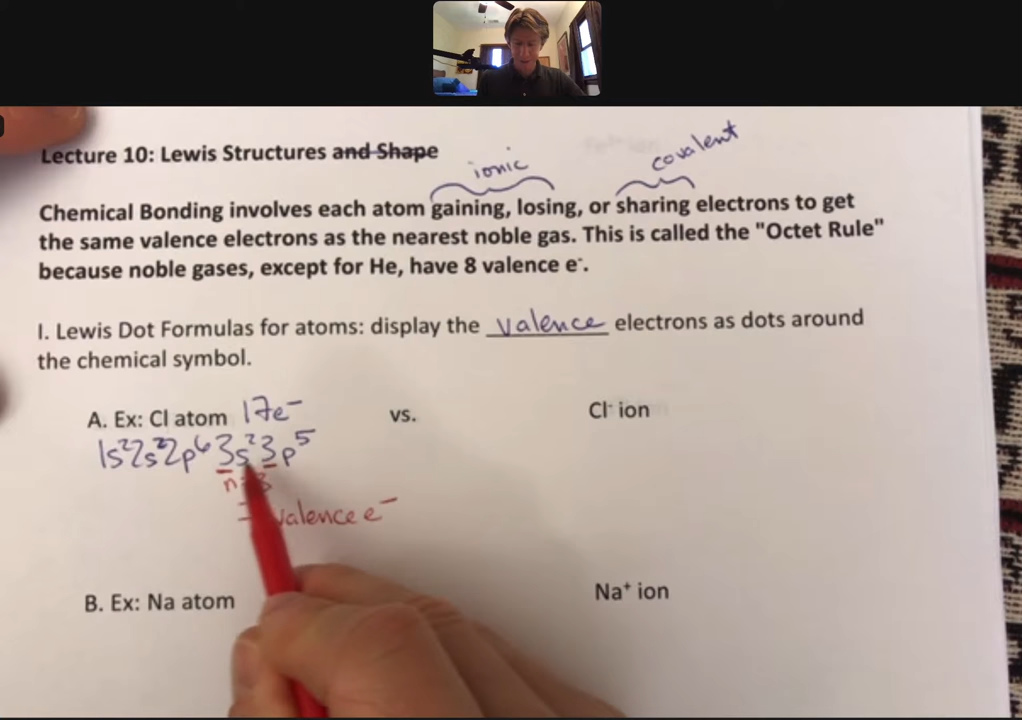 Lecture 10: Lewis Structures and Shape
ionic
covalent
Chemical Bonding involves each atom gaining, losing, or sharing electrons to get
the same valence electrons as the nearest noble gas. This is called the "Octet Rule"
because noble gases, except for He, have 8 valence e⁻.
I. Lewis Dot Formulas for atoms: display the valence electrons as dots around
the chemical symbol.
A. Ex: Cl atom 17e⁻ vs. Cl⁻ ion
1s²2s²2p⁶3s²3p⁵
n
valence e⁻
B. Ex: Na atom Na⁺ ion